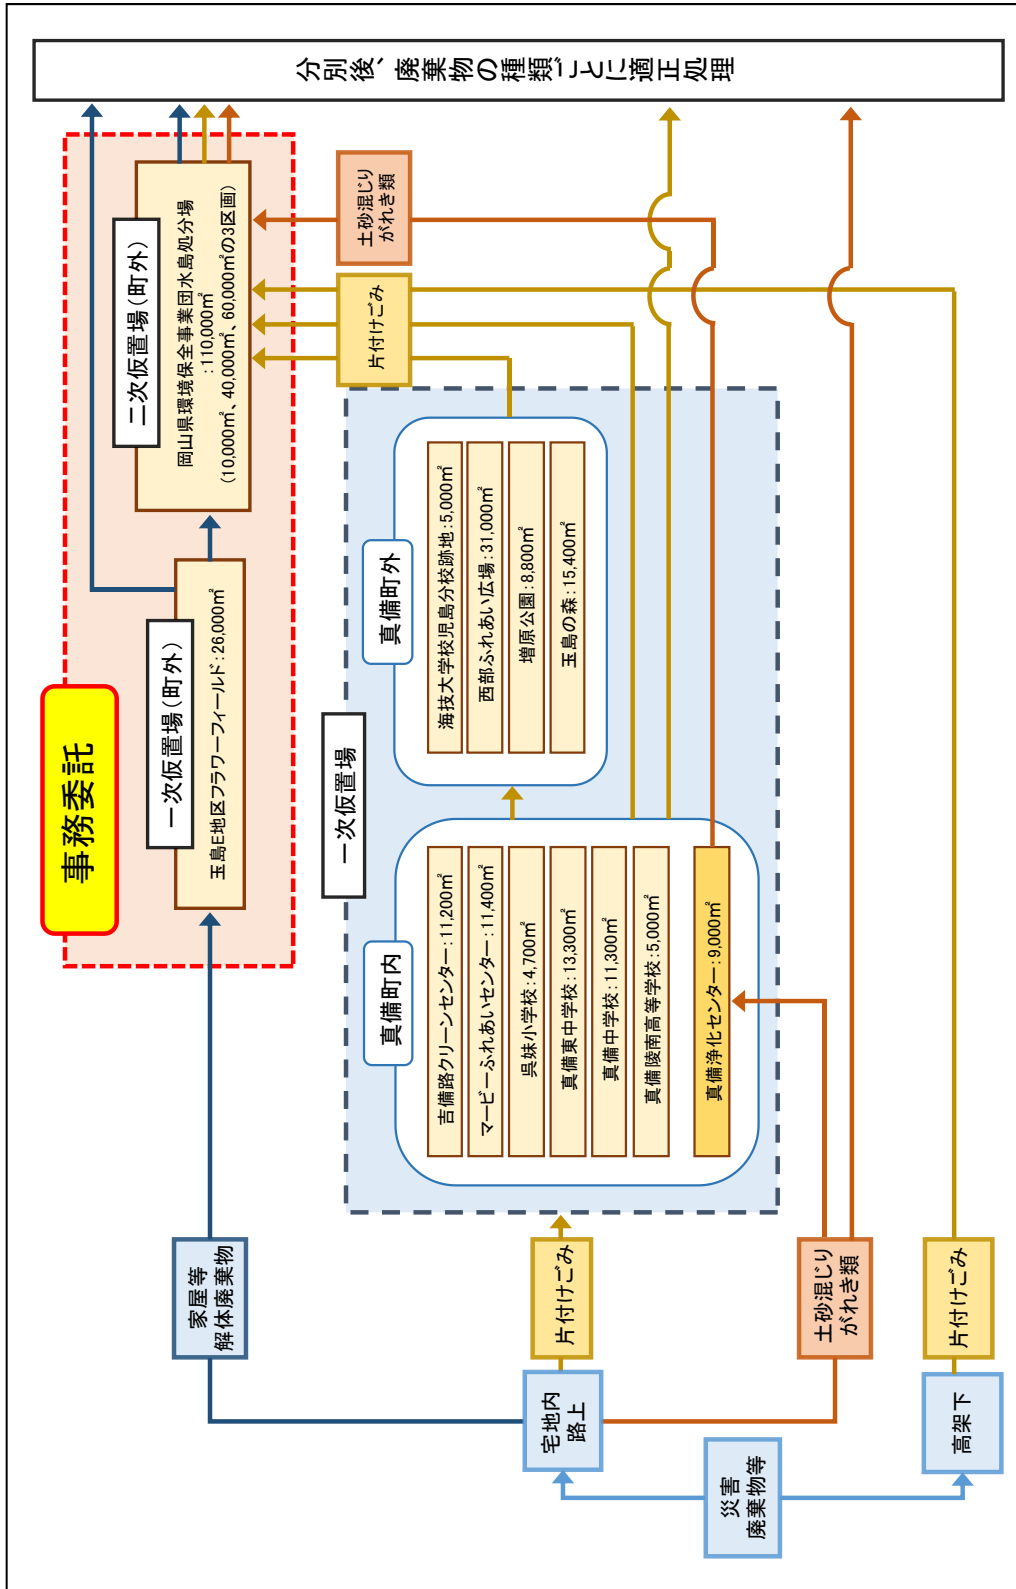 災害
廃棄物等
宅地内
路上
高架下
家屋等
解体廃棄物
片付けごみ
土砂混じり
がれき類
片付けごみ
事務委託
一次仮置場(町外)
玉島E地区フラワーフィールド:26,000㎡
二次仮置場(町外)
岡山県環境保全事業団水島処分場
:110,000㎡
(10,000㎡、40,000㎡、60,000㎡の3区画)
一次仮置場
真備町内
吉備路クリーンセンター:11,200㎡
マービーふれあいセンター:11,400㎡
呉妹小学校:4,700㎡
真備東中学校:13,300㎡
真備中学校:11,300㎡
真備陵南高等学校:5,000㎡
真備浄化センター:9,000㎡
真備町外
海技大学校児島分校跡地:5,000㎡
西部ふれあい広場:31,000㎡
増原公園:8,800㎡
玉島の森:15,400㎡
片付けごみ
土砂混じり
がれき類
分別後、廃棄物の種類ごとに適正処理